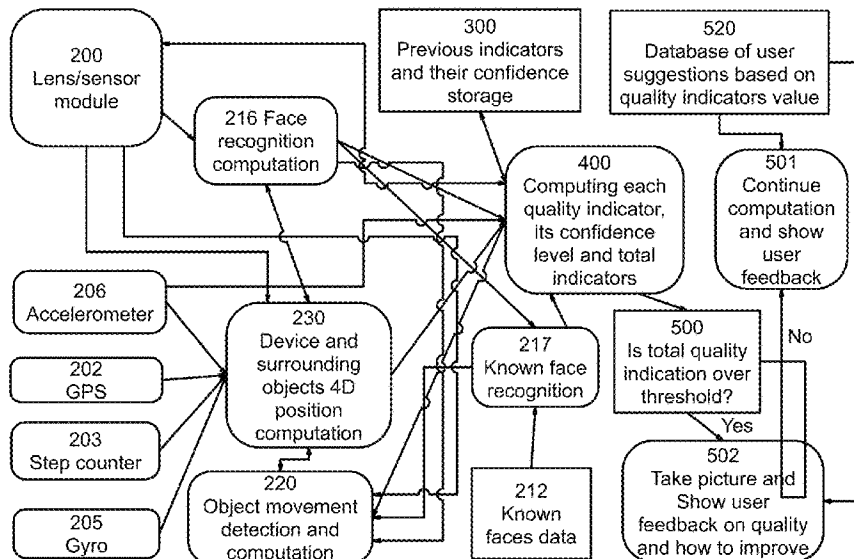 200
Lens/sensor
module
216 Face
recognition
computation
300
Previous indicators
and their confidence
storage
520
Database of user
suggestions based on
quality indicators value
400
Computing each
quality indicator,
its confidence
level and total
indicators
501
Continue
computation
and show
user
feedback
206
Accelerometer
202
GPS
203
Step counter
205
Gyro
230
Device and
surrounding
objects 4D
position
computation
220
Object movement
detection and
computation
217
Known face
recognition
212
Known
faces data
500
Is total quality
indication over
threshold?
No
Yes
502
Take picture and
Show user
feedback on quality
and how to improve